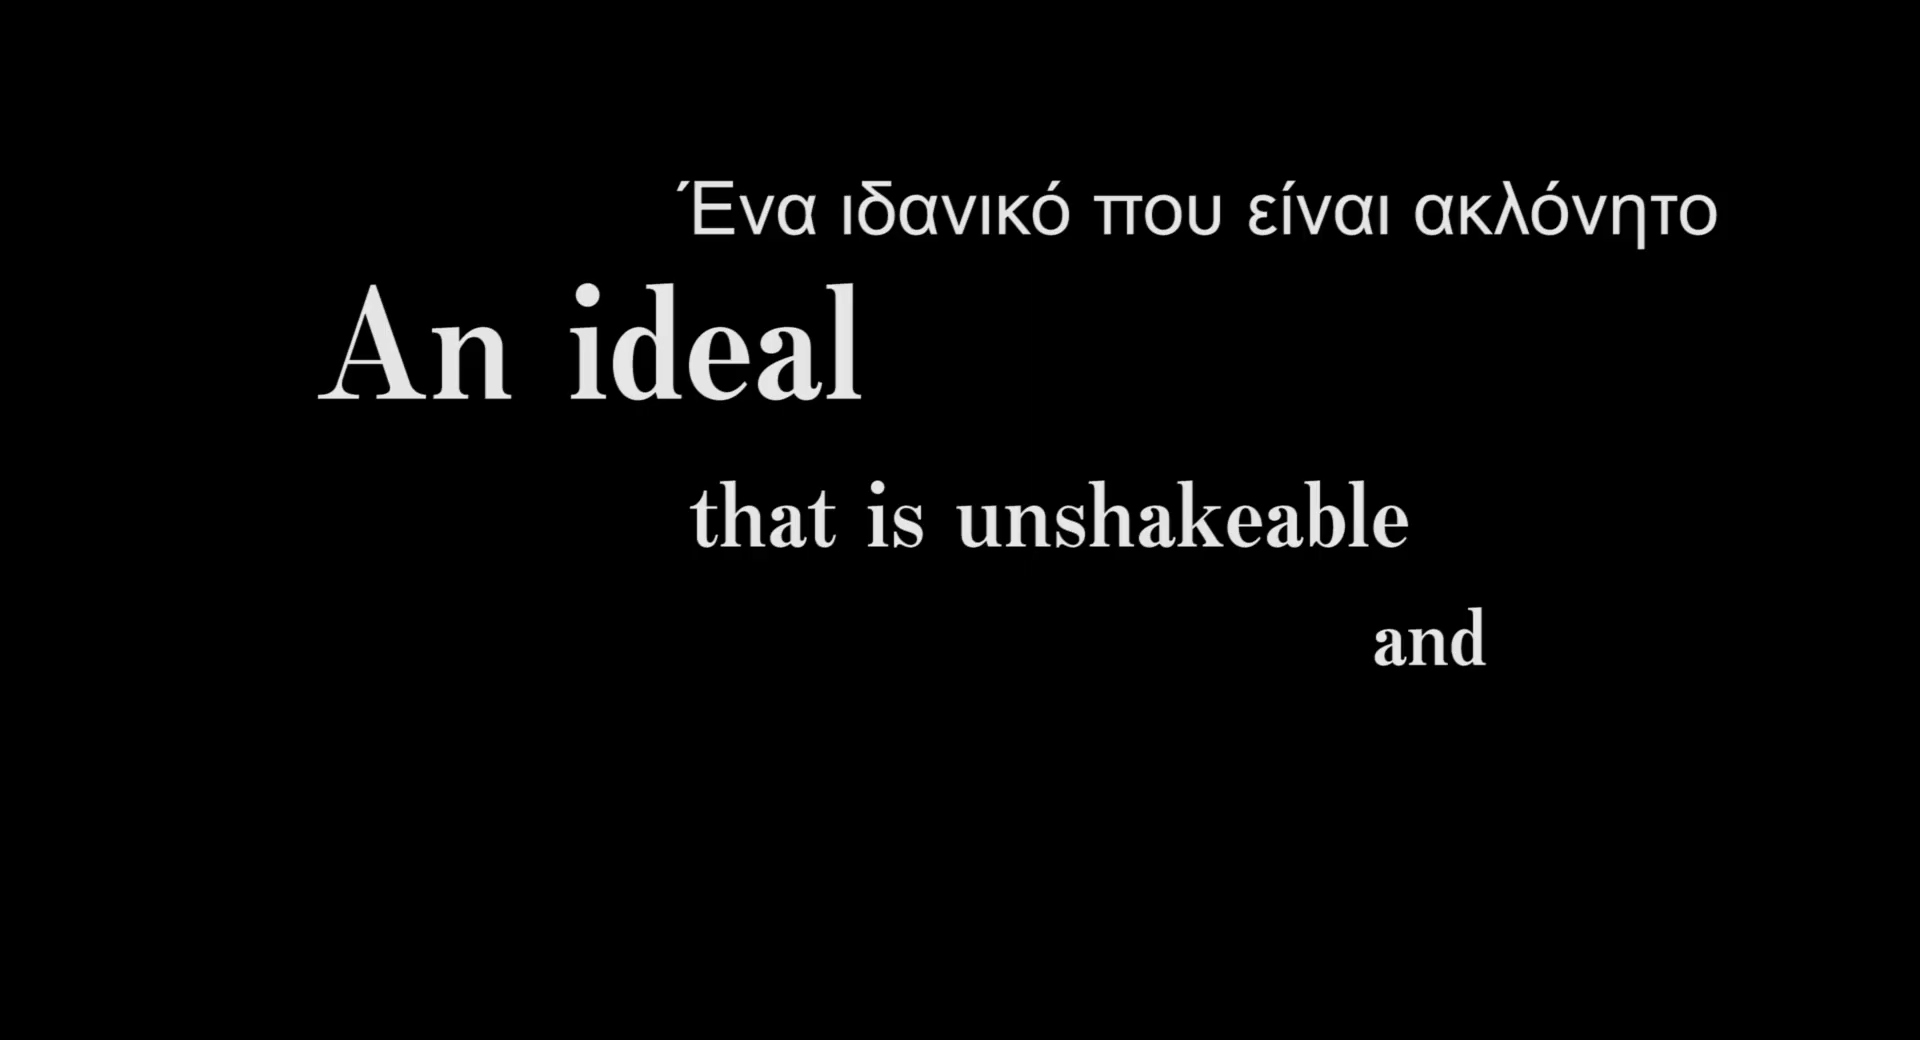 Ένα ιδανικό που είναι ακλόνητο
An ideal
that is unshakeable
and